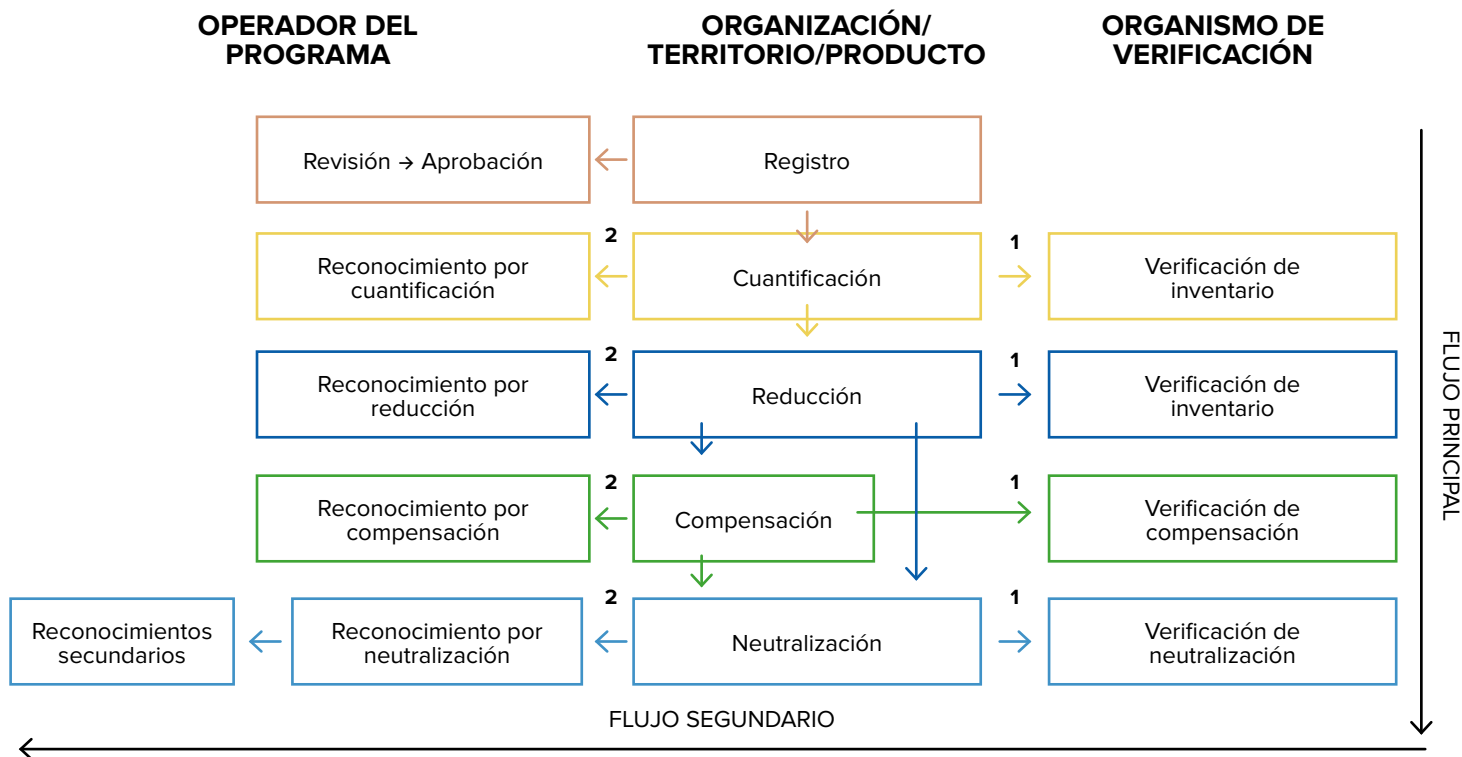 OPERADOR DEL
PROGRAMA
ORGANIZACIÓN/
TERRITORIO/PRODUCTO
ORGANISMO DE
VERIFICACIÓN
Revisión → Aprobación
Registro
Reconocimiento por
cuantificación
2
Cuantificación
1
Verificación de
inventario
Reconocimiento por
reducción
2
Reducción
1
Verificación de
inventario
Reconocimiento por
compensación
2
Compensación
1
Verificación de
compensación
Reconocimientos
secundarios
Reconocimiento por
neutralización
2
Neutralización
1
Verificación de
neutralización
FLUJO PRINCIPAL
FLUJO SEGUNDARIO